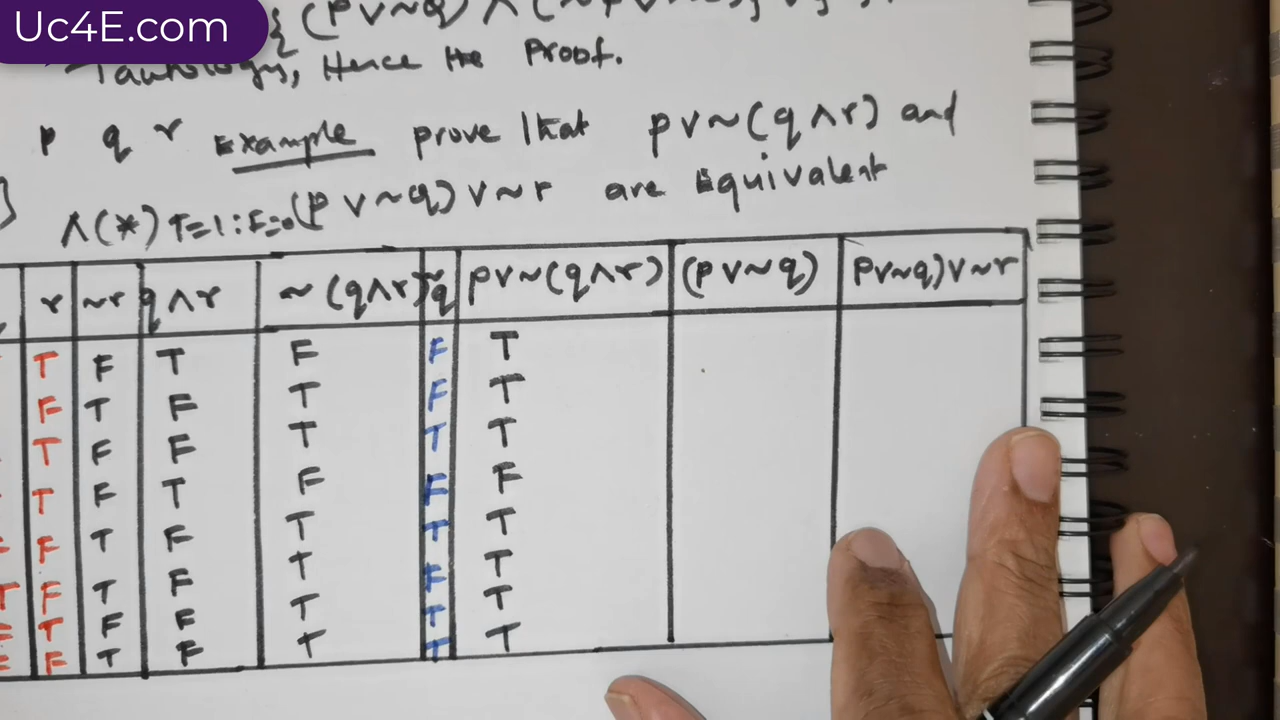 Uc4E.com
{(p∨~q) ∧ (~p∨
Tautology, Hence the Proof.
p q r Example prove that p∨~(q∧r) and
∧(*) T=1:F=0 (p∨~q)∨~r are Equivalent
r ~r q∧r ~(q∧r) ~q p∨~(q∧r) (p∨~q) p∨~q)∨~r
T F T F F T
F T F T F T
T F F T T T
T F T F F F
F F T F T T T
T F T F T F T
F T F F T T T
F F T F T T T